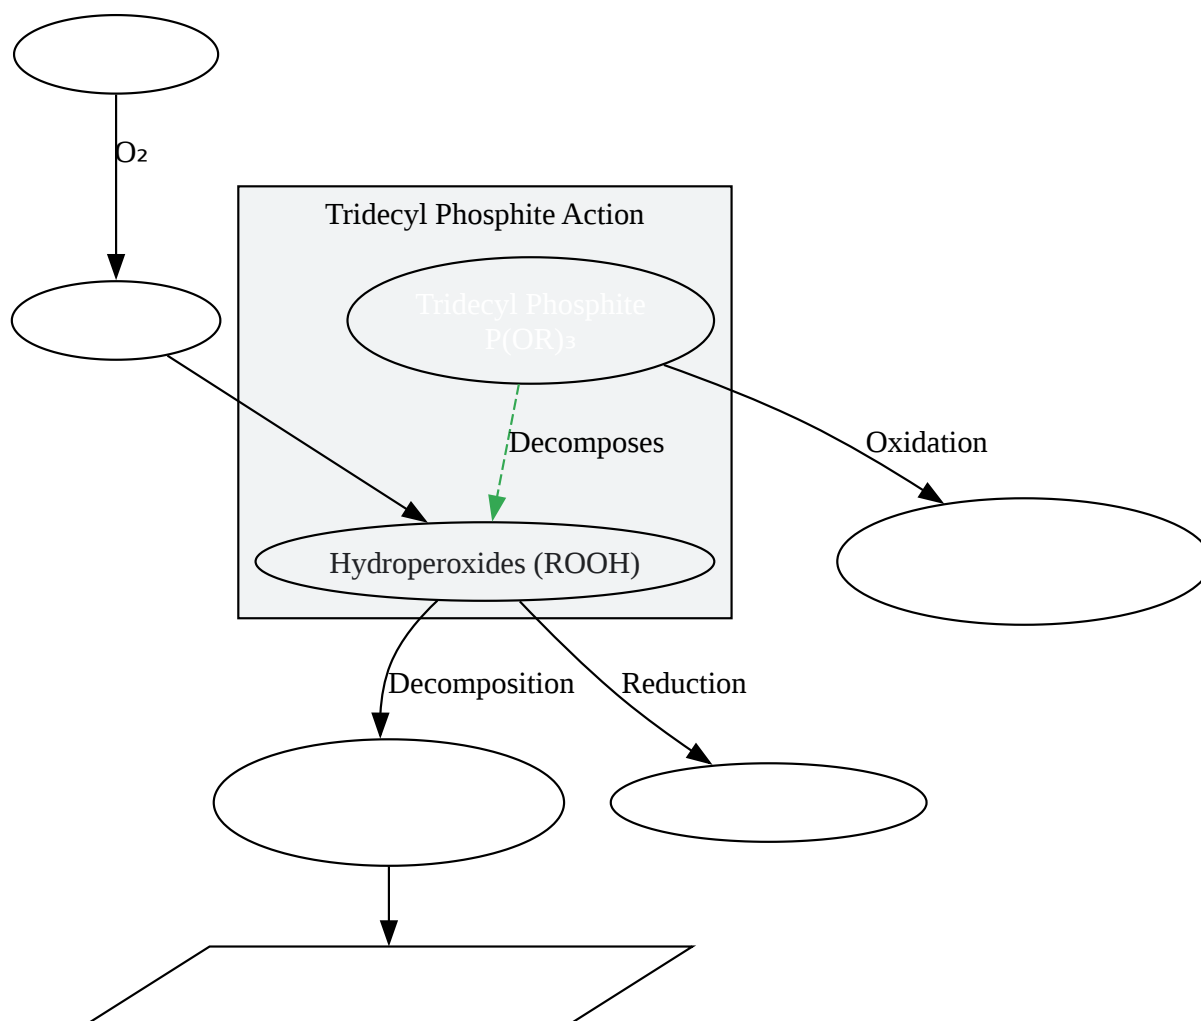 O₂
Tridecyl Phosphite Action
Tridecyl Phosphite
P(OR)₃
Decomposes
Oxidation
Hydroperoxides (ROOH)
Decomposition
Reduction